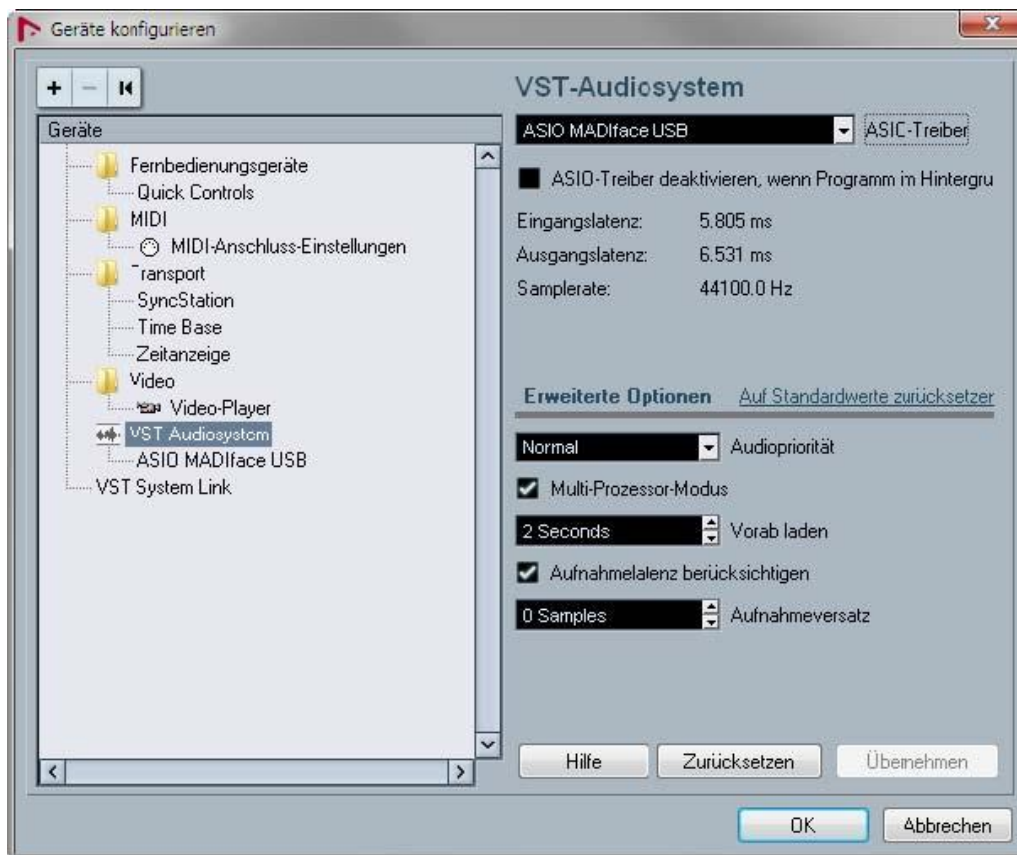 Geräte konfigurieren
Geräte
Fernbedienungsgeräte
Quick Controls
MIDI
MIDI-Anschluss-Einstellungen
Transport
SyncStation
Time Base
Zeitanzeige
Video
Video-Player
VST Audiosystem
ASIO MADIface USB
VST System Link
VST-Audiosystem
ASIO MADIface USB
ASIO-Treiber
ASIO-Treiber deaktivieren, wenn Programm im Hintergru
Eingangslatenz: 5.805 ms
Ausgangslatenz: 6.531 ms
Samplerate: 44100.0 Hz
Erweiterte Optionen Auf Standardwerte zurücksetzer
Normal Audiopriorität
Multi-Prozessor-Modus
2 Seconds Vorab laden
Aufnahmelatenz berücksichtigen
0 Samples Aufnahmeversatz
Hilfe Zurücksetzen Übernehmen
OK Abbrechen